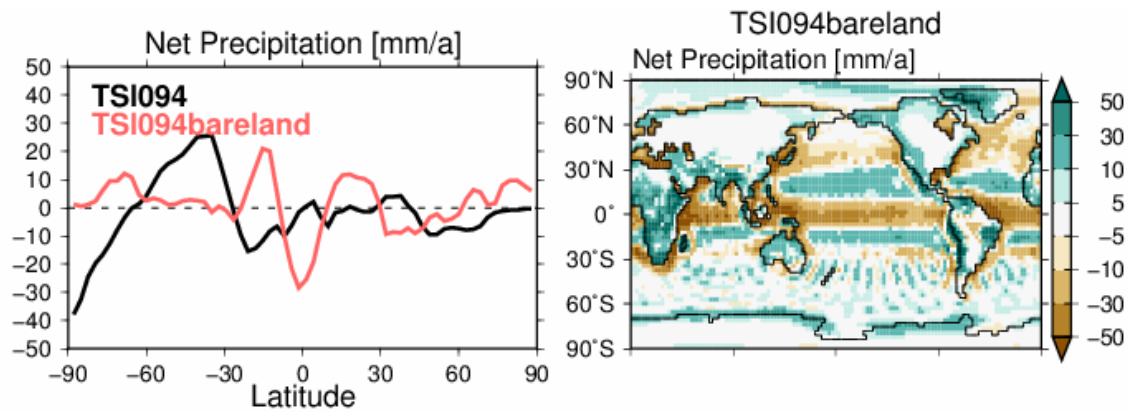 Net Precipitation [mm/a]
50
40
30
20
10
0
−10
−20
−30
−40
−50
TSI094
TSI094bareland
−90 −60 −30 0 30 60 90
Latitude
TSI094bareland
Net Precipitation [mm/a]
90°N
60°N
30°N
0°
30°S
60°S
90°S
50
30
10
5
−5
−10
−30
−50